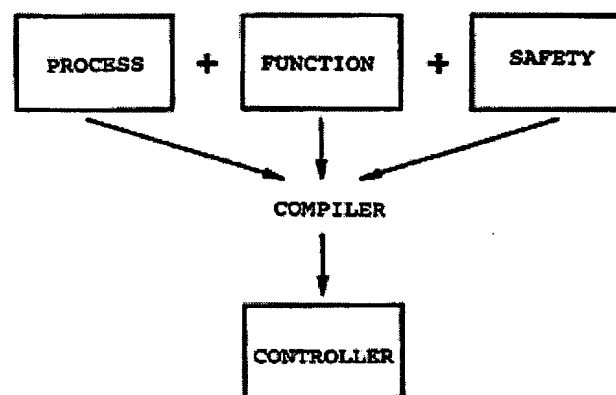 PROCESS + FUNCTION + SAFETY
COMPILER
CONTROLLER